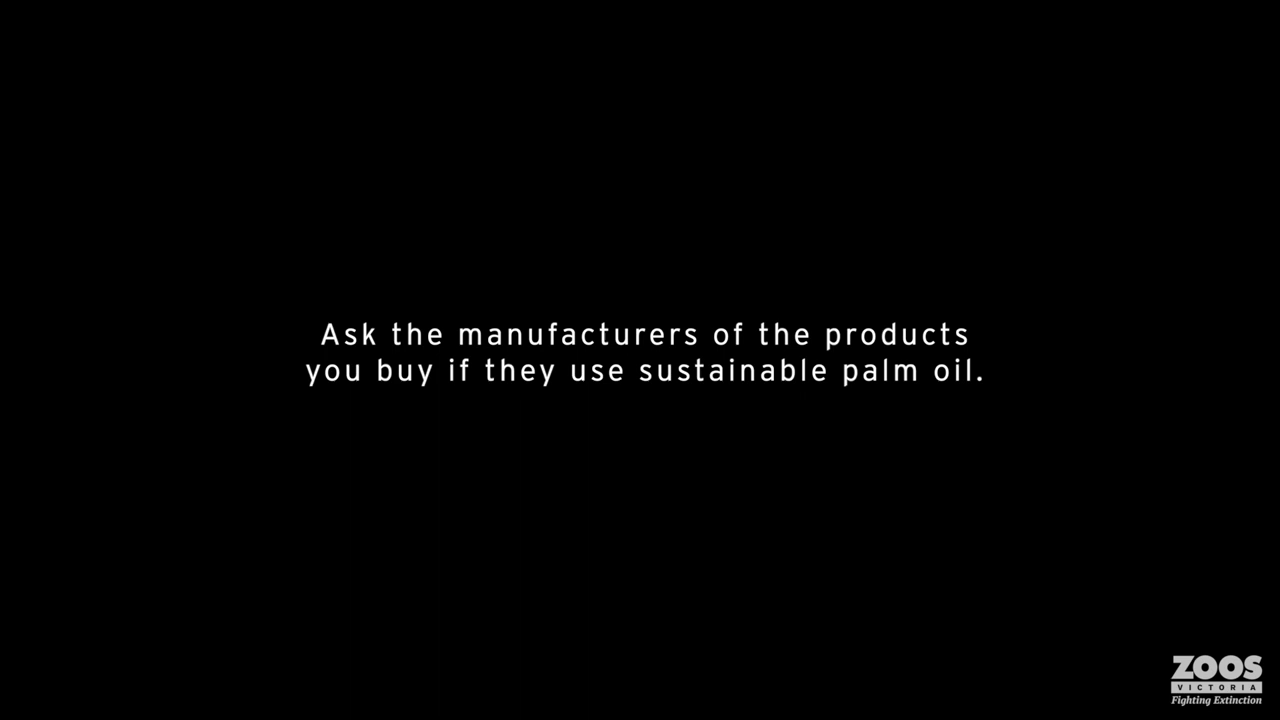 Ask the manufacturers of the products
you buy if they use sustainable palm oil.
ZOOS
VICTORIA
Fighting Extinction